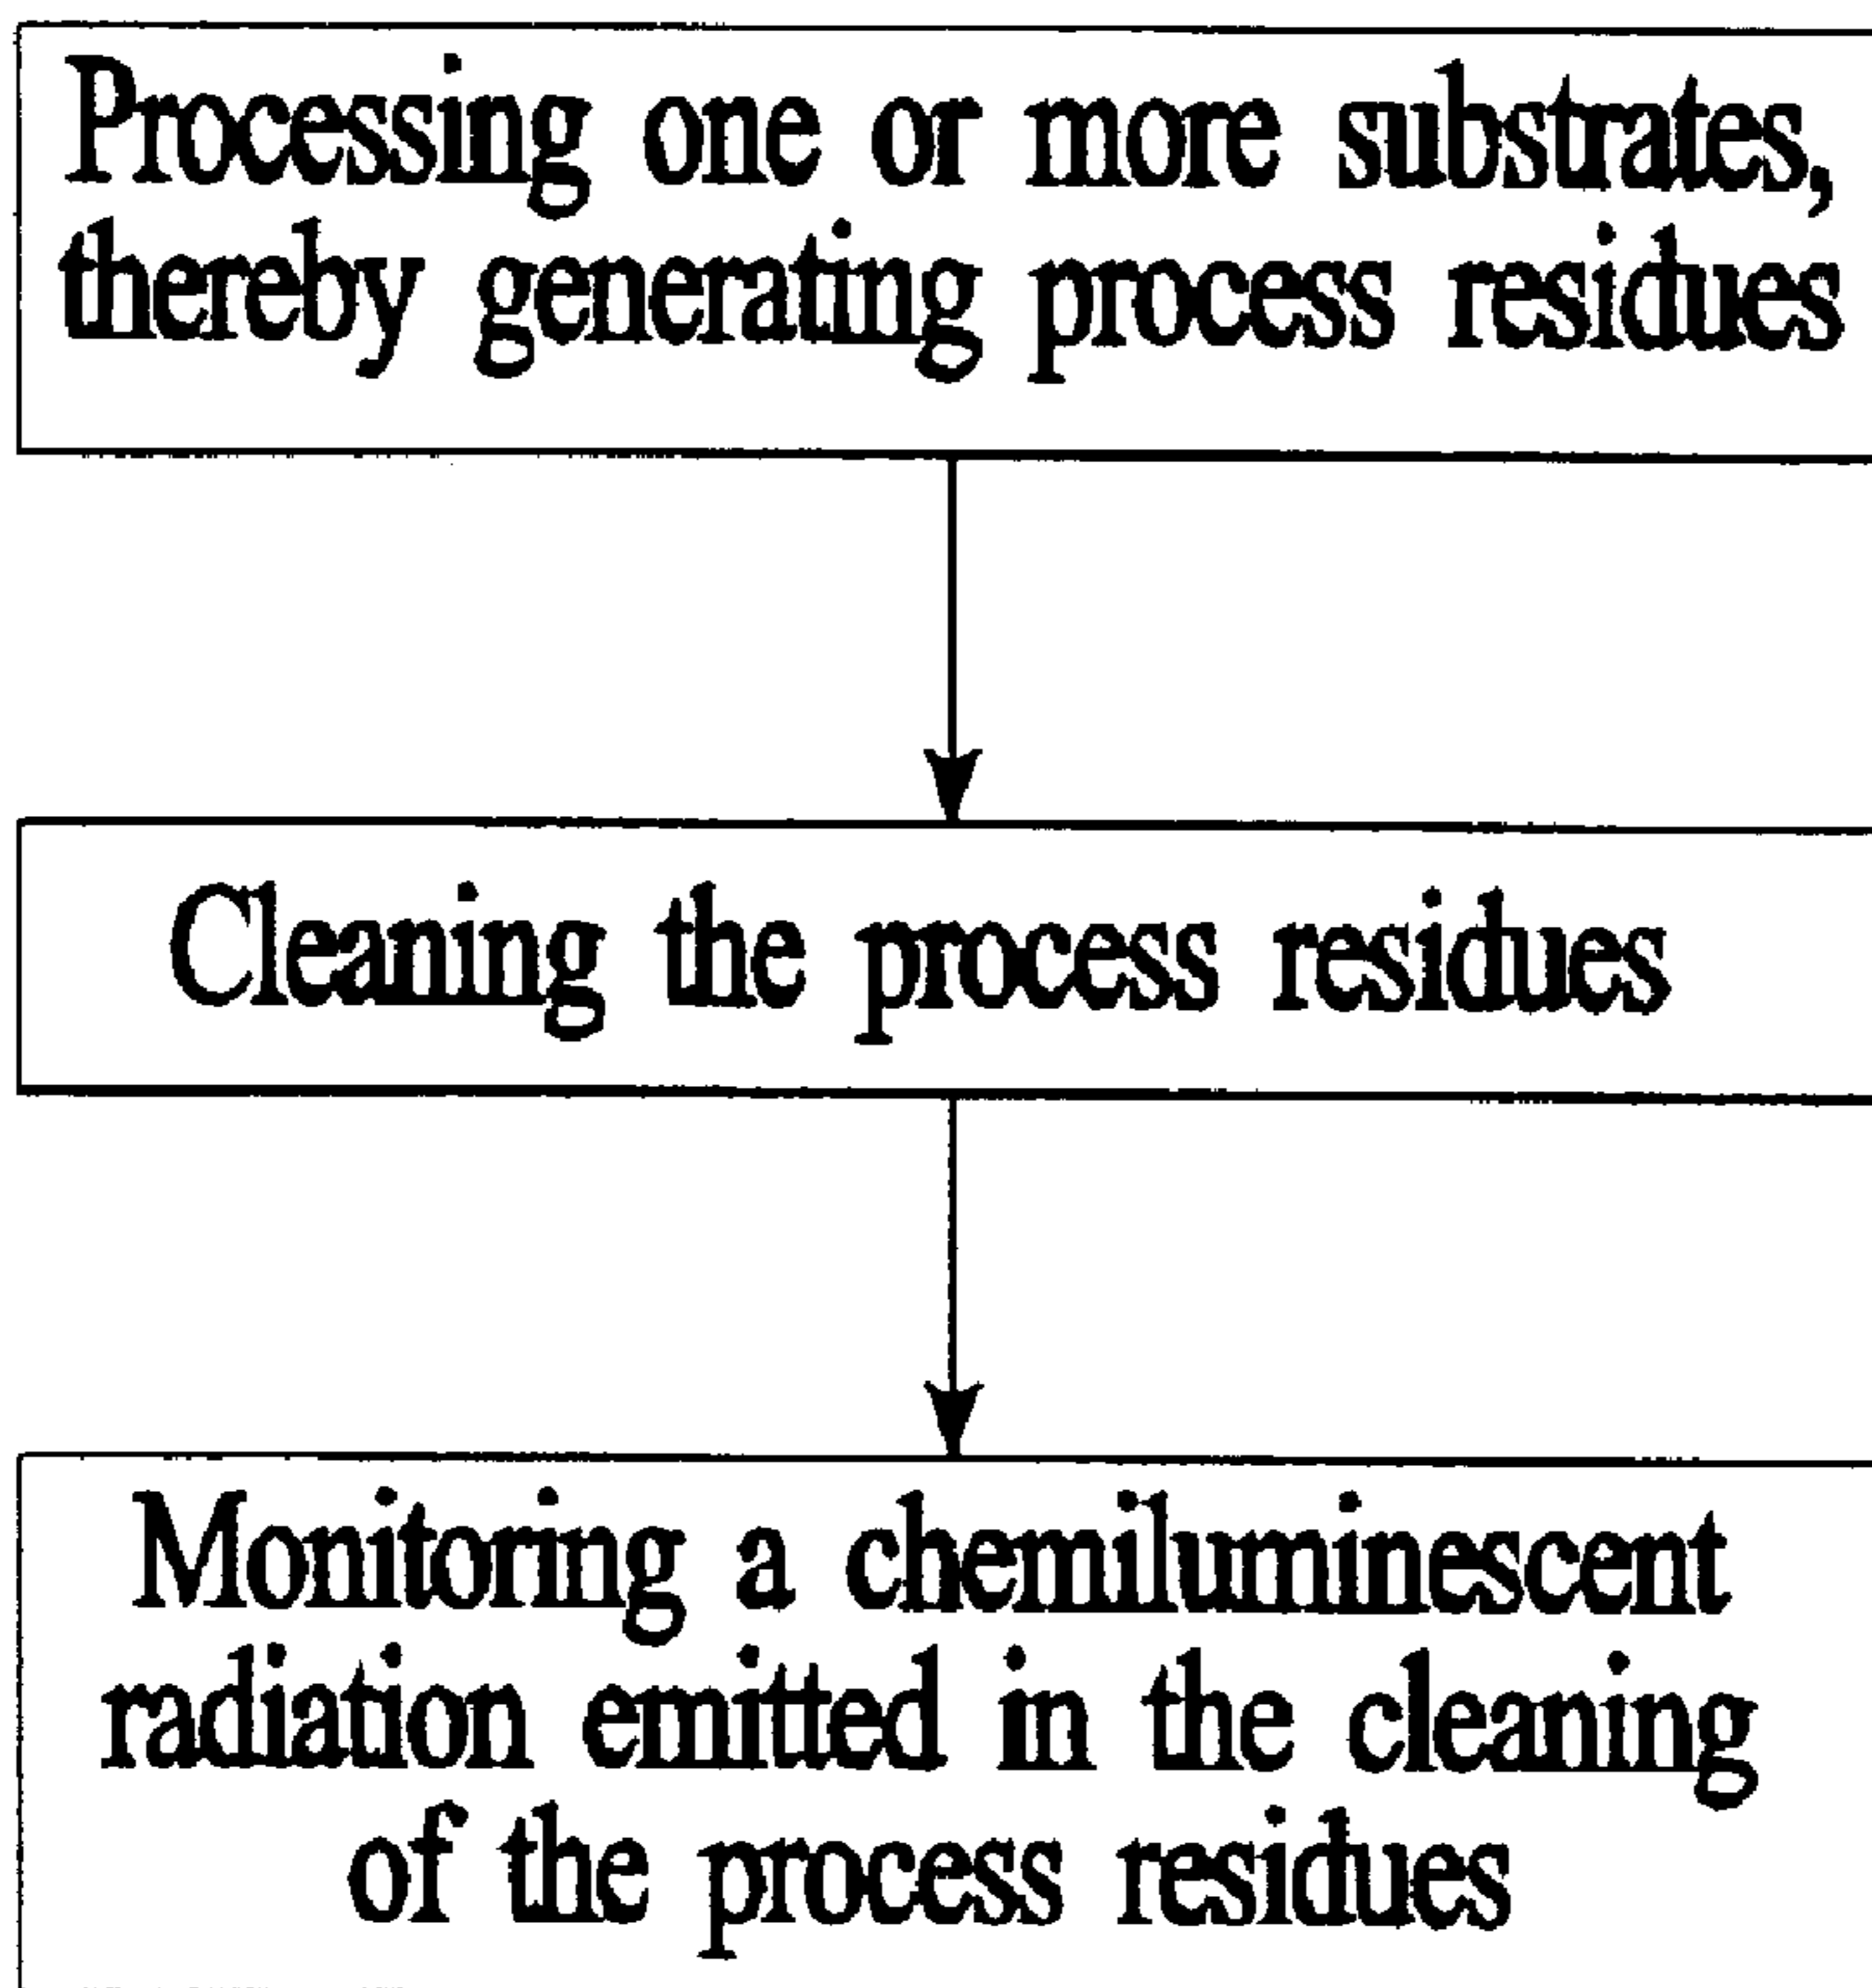 Processing one or more substrates,
thereby generating process residues
Cleaning the process residues
Monitoring a chemiluminescent
radiation emitted in the cleaning
of the process residues